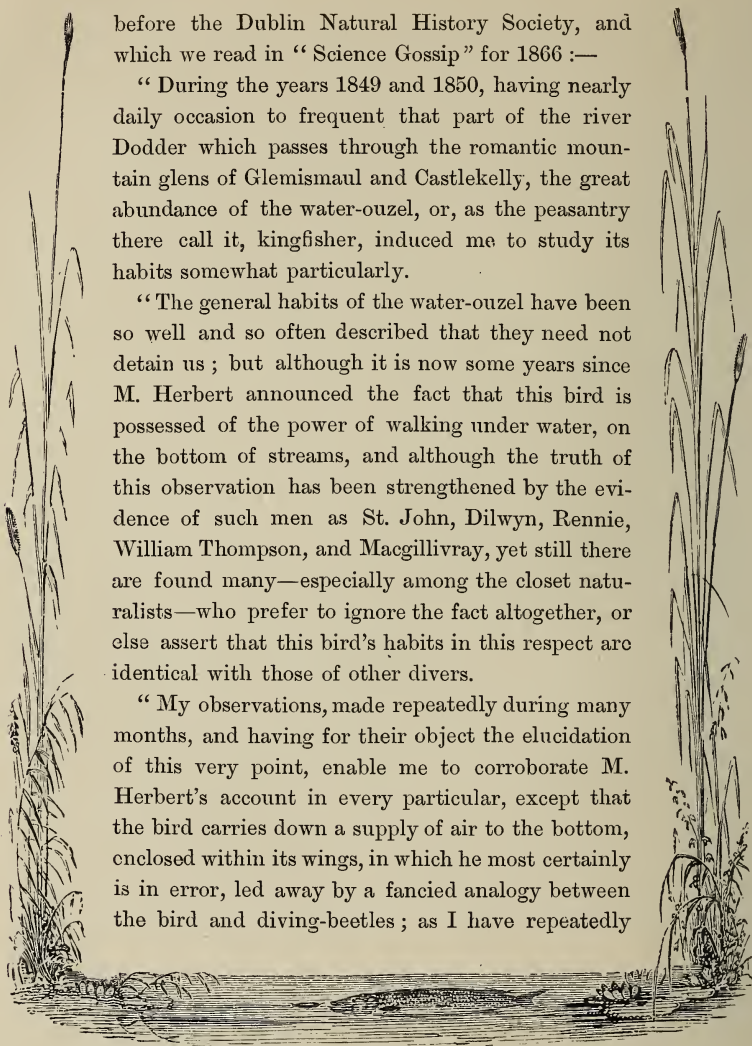 before the Dublin Natural History Society, and
which we read in “ Science Gossip” for 1866 :—
“ During the years 1849 and 1850, having nearly
daily occasion to frequent that part of the river
Dodder which passes through the romantic moun-
tain glens of Glemismaul and Castlekelly, the great
abundance of the water-ouzel, or, as the peasantry
there call it, kingfisher, induced me to study its
habits somewhat particularly.
“ The general habits of the water-ouzel have been
so well and so often described that they need not
detain us ; but although it is now some years since
M. Herbert announced the fact that this bird is
possessed of the power of walking under water, on
the bottom of streams, and although the truth of
this observation has been strengthened by the evi-
dence of such men as St. John, Dilwyn, Rennie,
William Thompson, and Macgillivray, yet still there
are found many—especially among the closet natu-
ralists—who prefer to ignore the fact altogether, or
else assert that this bird’s habits in this respect are
identical with those of other divers.
“ My observations, made repeatedly during many
months, and having for their object the elucidation
of this very point, enable me to corroborate M.
Herbert’s account in every particular, except that
the bird carries down a supply of air to the bottom,
enclosed within its wings, in which he most certainly
is in error, led away by a fancied analogy between
the bird and diving-beetles ; as I have repeatedly